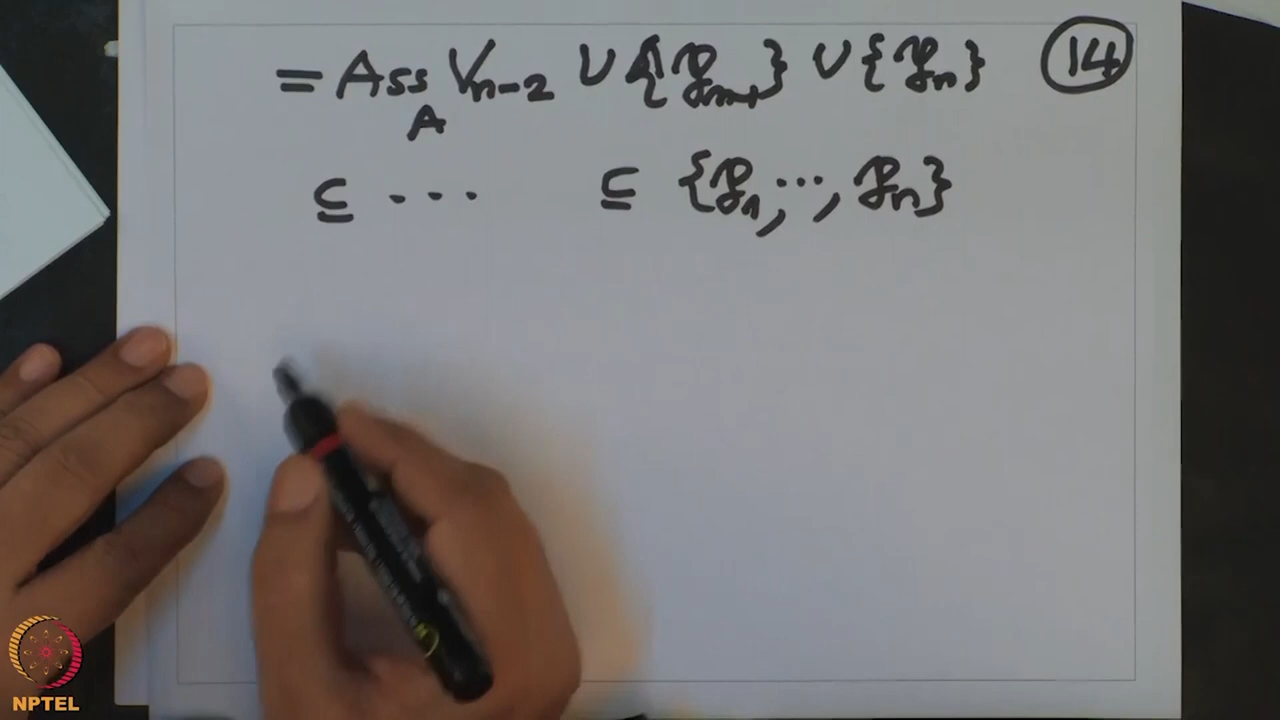 = Ass_A V_{n-2} ∪ {𝔭_{n-1}} ∪ {𝔭_n} ⑭
⊆ ... ⊆ {𝔭_1, ..., 𝔭_n}
NPTEL